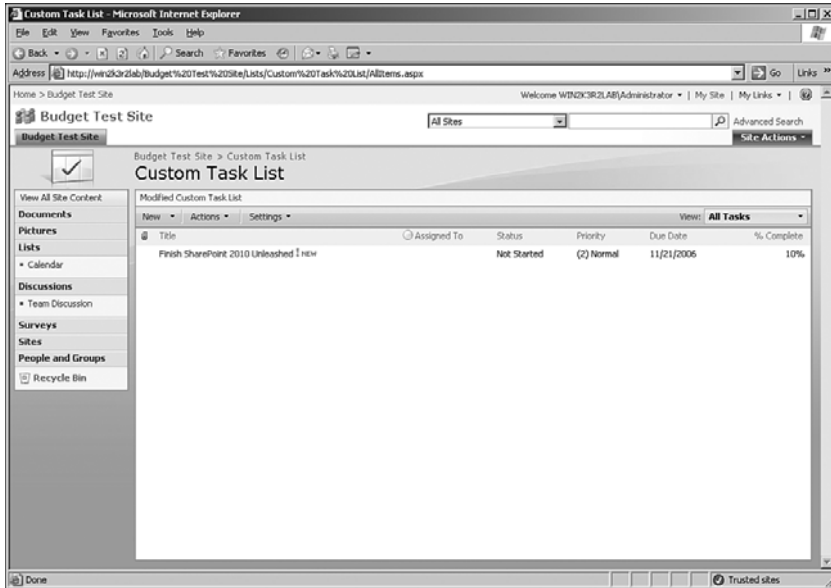 Custom Task List - Microsoft Internet Explorer
File Edit View Favorites Tools Help
Back Search Favorites
Address http://win2k3r2lab/Budget%20Test%20Site/Lists/Custom%20Task%20List/AllItems.aspx Go Links »
Home > Budget Test Site Welcome WIN2K3R2LAB\Administrator | My Site | My Links |
Budget Test Site All Sites Advanced Search
Budget Test Site Site Actions
Budget Test Site > Custom Task List
Custom Task List
View All Site Content
Documents
Pictures
Lists
Calendar
Discussions
Team Discussion
Surveys
Sites
People and Groups
Recycle Bin
Modified Custom Task List
New Actions Settings View: All Tasks
Title Assigned To Status Priority Due Date % Complete
Finish SharePoint 2010 Unleashed ! NEW Not Started (2) Normal 11/21/2006 10%
Done Trusted sites